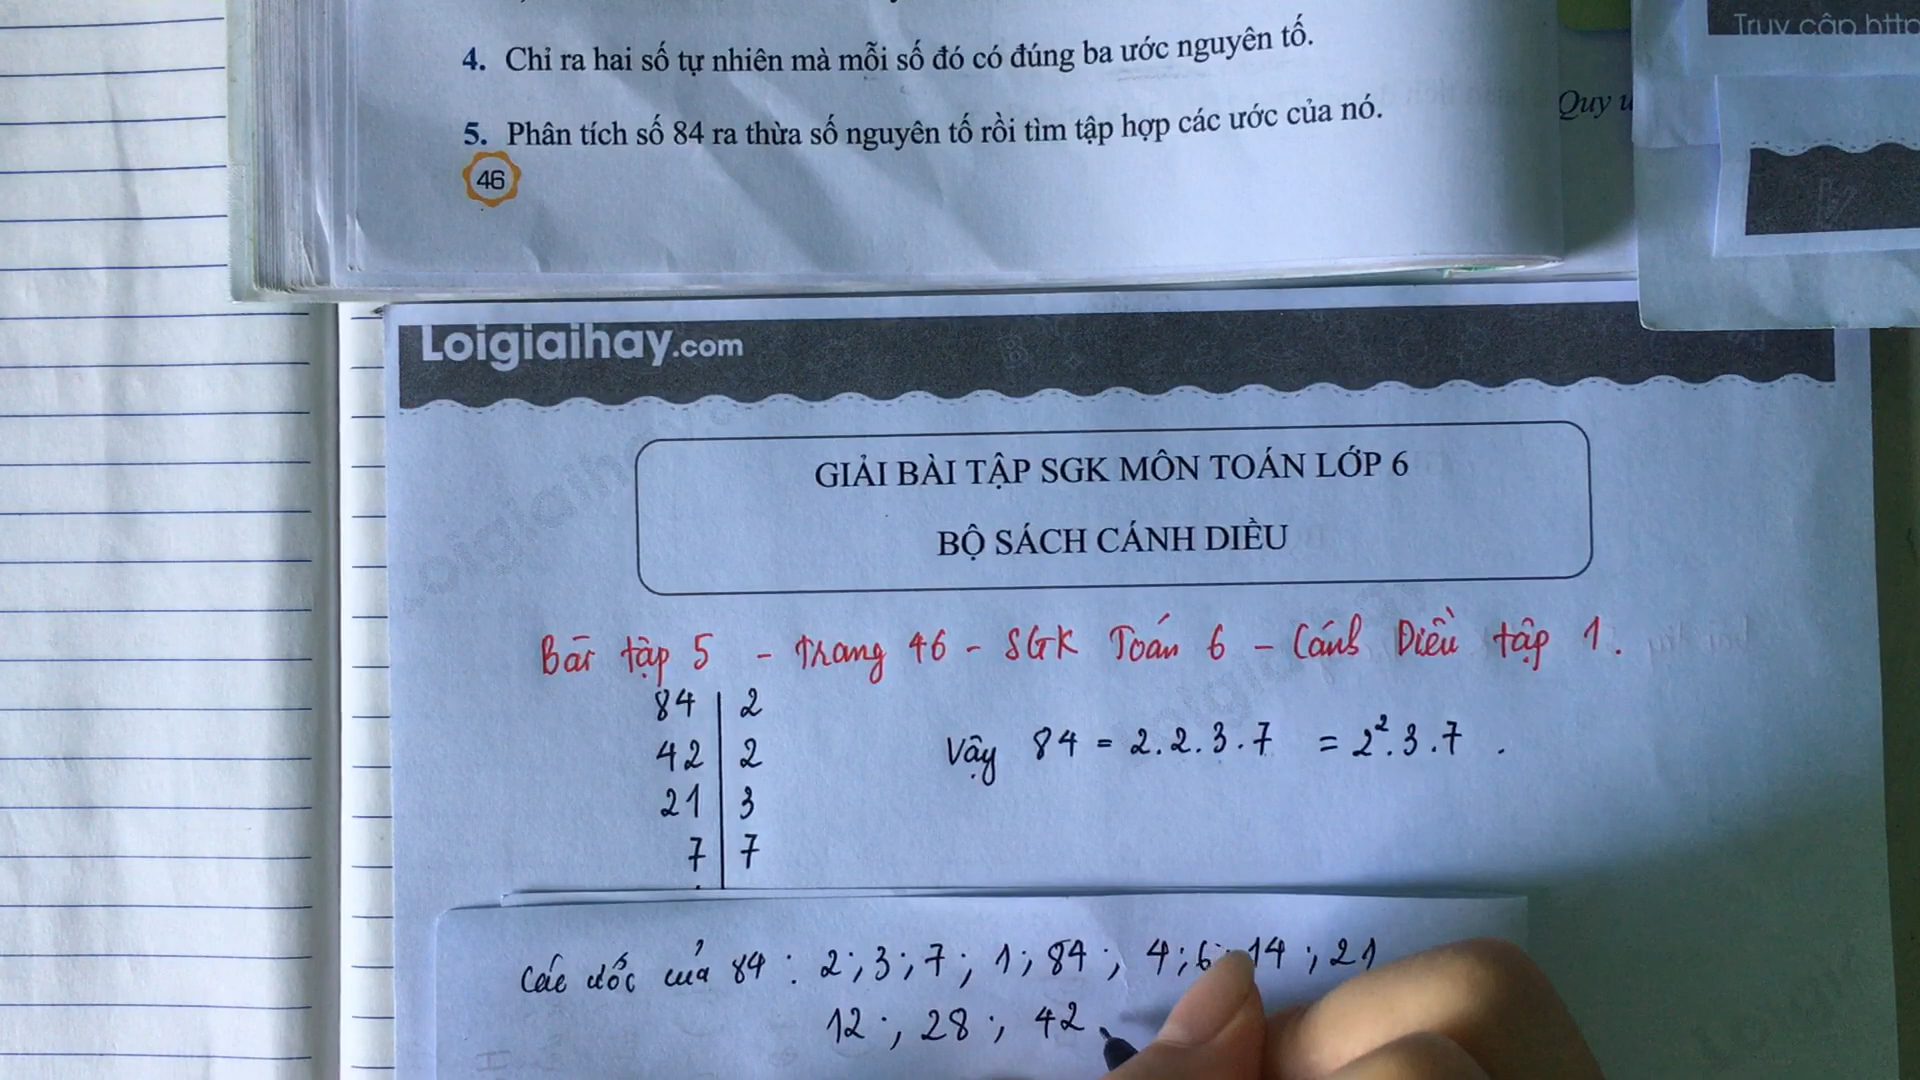 4. Chỉ ra hai số tự nhiên mà mỗi số đó có đúng ba ước nguyên tố.
5. Phân tích số 84 ra thừa số nguyên tố rồi tìm tập hợp các ước của nó.
46
Truy cập http
Quy ư
Loigiaihay.com
GIẢI BÀI TẬP SGK MÔN TOÁN LỚP 6
BỘ SÁCH CÁNH DIỀU
Bài tập 5 - Trang 46 - SGK Toán 6 - Cánh Diều tập 1.
84 | 2
42 | 2
21 | 3
7 | 7
Vậy 84 = 2.2.3.7 = 2².3.7.
Các ước của 84 : 2 ; 3 ; 7 ; 1 ; 84 ; 4 ; 6 ; 14 ; 21
12 ; 28 ; 42